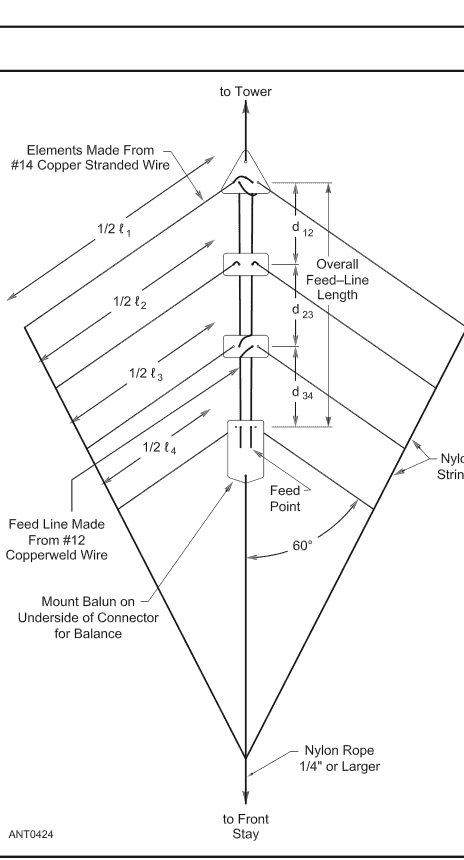 to Tower
Elements Made From
#14 Copper Stranded Wire
1/2 ℓ1
d12
Overall
Feed–Line
Length
1/2 ℓ2
d23
1/2 ℓ3
d34
1/2 ℓ4
Feed
Point
Feed Line Made
From #12
Copperweld Wire
60°
Mount Balun on
Underside of Connector
for Balance
Nylon Rope
1/4" or Larger
to Front
Stay
ANT0424